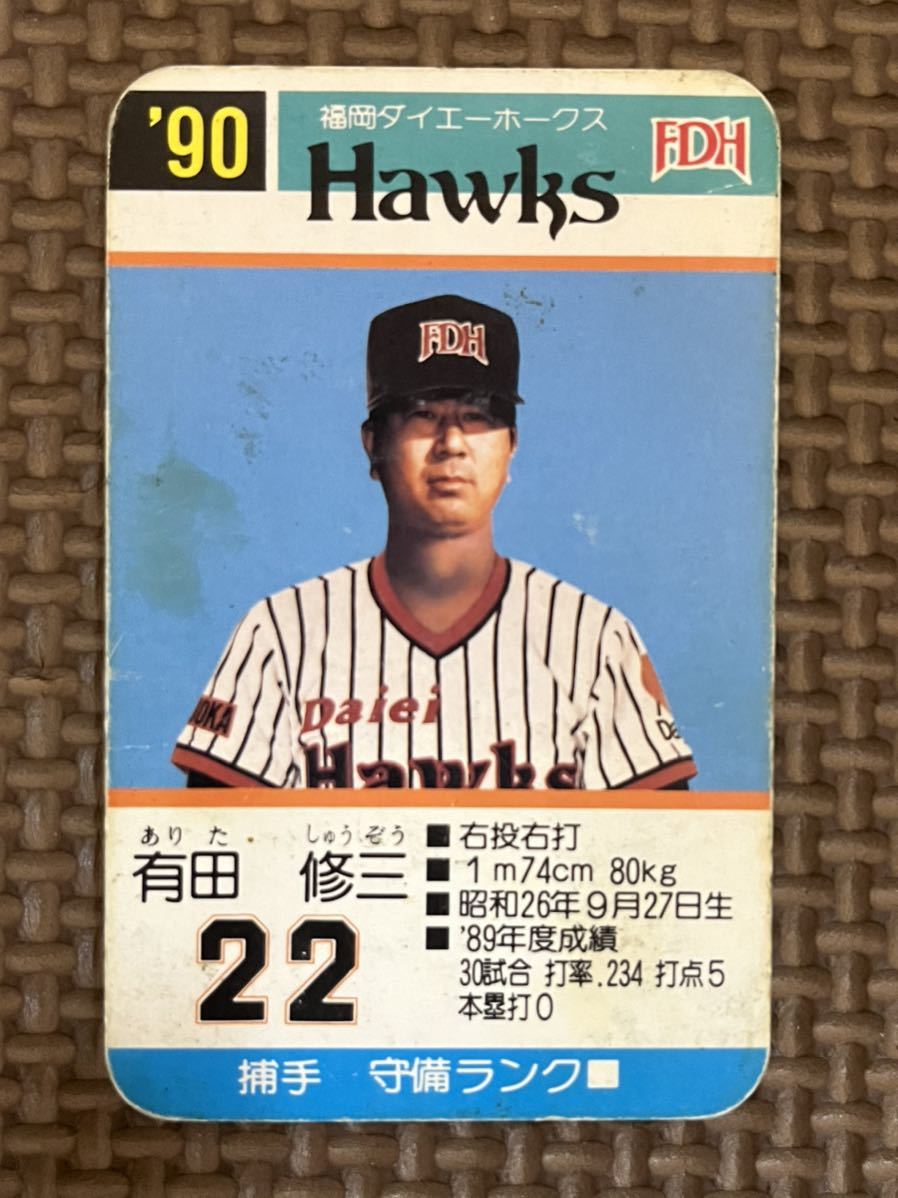 '90
福岡ダイエーホークス
Hawks
FDH
FDH
Daiei
Hawks
ありた しゅうぞう
有田 修三
22
■ 右投右打
■ 1m74cm 80kg
■ 昭和26年9月27日生
■ '89年度成績
30試合 打率.234 打点5
本塁打0
捕手 守備ランク■